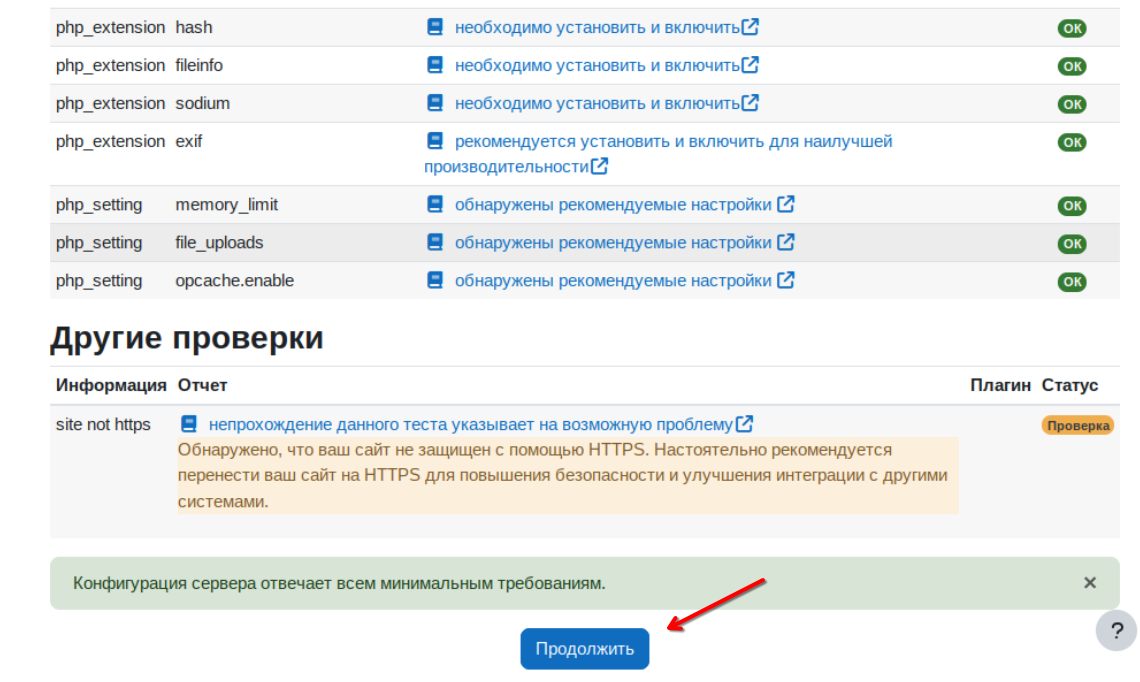 php_extension hash необходимо установить и включить OK
php_extension fileinfo необходимо установить и включить OK
php_extension sodium необходимо установить и включить OK
php_extension exif рекомендуется установить и включить для наилучшей OK
производительности
php_setting memory_limit обнаружены рекомендуемые настройки OK
php_setting file_uploads обнаружены рекомендуемые настройки OK
php_setting opcache.enable обнаружены рекомендуемые настройки OK
Другие проверки
Информация Отчет Плагин Статус
site not https непрохождение данного теста указывает на возможную проблему Проверка
Обнаружено, что ваш сайт не защищен с помощью HTTPS. Настоятельно рекомендуется
перенести ваш сайт на HTTPS для повышения безопасности и улучшения интеграции с другими
системами.
Конфигурация сервера отвечает всем минимальным требованиям. ×
Продолжить
?